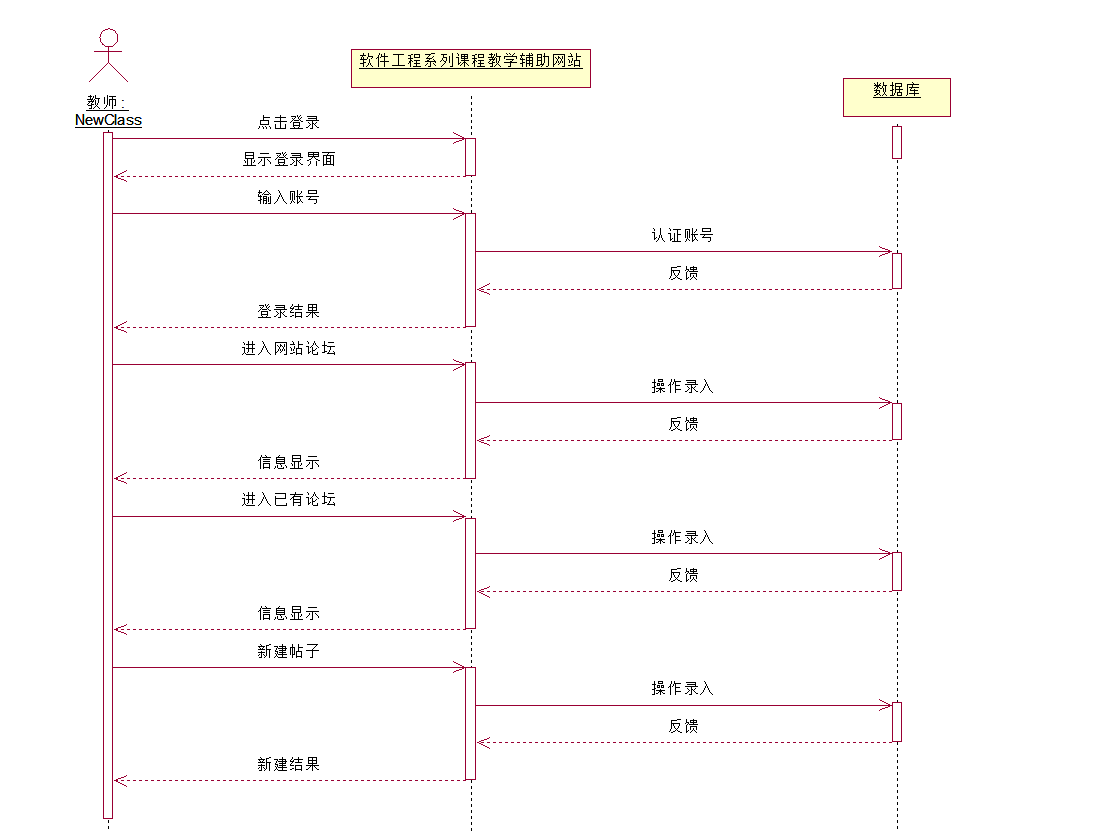 软件工程系列课程教学辅助网站
数据库
教师:
NewClass
点击登录
显示登录界面
输入账号
认证账号
反馈
登录结果
进入网站论坛
操作录入
反馈
信息显示
进入已有论坛
操作录入
反馈
信息显示
新建帖子
操作录入
反馈
新建结果